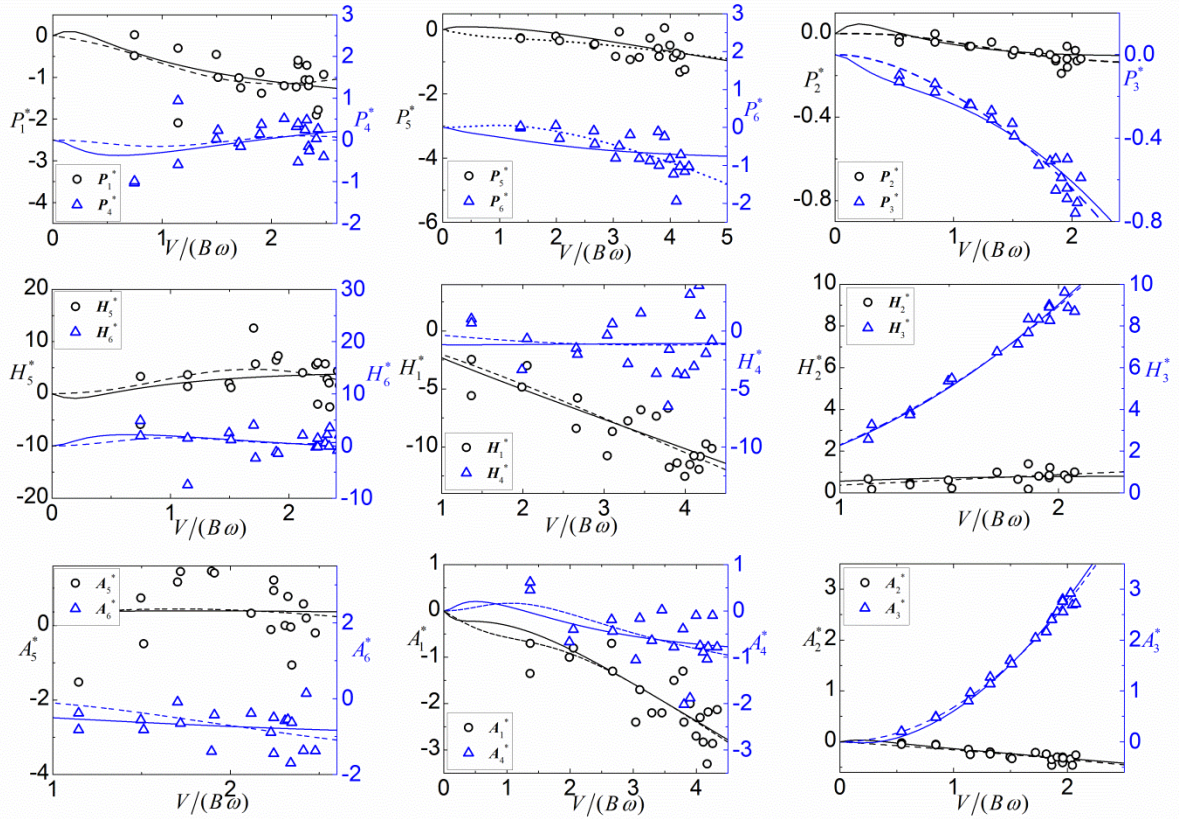 0
-1
-2
-3
-4
P₁*
3
2
1
0
-1
-2
P₄*
P₁*
P₄*
0 1 2
V/(Bω)
0
-2
-4
-6
P₅*
3
2
1
0
-1
-2
P₆*
P₅*
P₆*
0 1 2 3 4 5
V/(Bω)
0.0
-0.4
-0.8
P₂*
0.0
-0.4
-0.8
P₃*
P₂*
P₃*
0 1 2
V/(Bω)
20
10
0
-10
-20
H₅*
30
20
10
0
-10
H₆*
H₅*
H₆*
0 1 2
V/(Bω)
0
-5
-10
H₁*
0
-5
-10
H₄*
H₁*
H₄*
1 2 3 4 5
V/(Bω)
10
8
6
4
2
0
H₂*
10
8
6
4
2
0
H₃*
H₂*
H₃*
1 2
V/(Bω)
4
2
0
-2
-4
A₅*
2
0
-2
A₆*
A₅*
A₆*
1 2
V/(Bω)
1
0
-1
-2
-3
A₁*
1
0
-1
-2
-3
A₄*
A₁*
A₄*
0 1 2 3 4 5
V/(Bω)
3
2
1
0
A₂*
3
2
1
0
A₃*
A₂*
A₃*
0 1 2
V/(Bω)